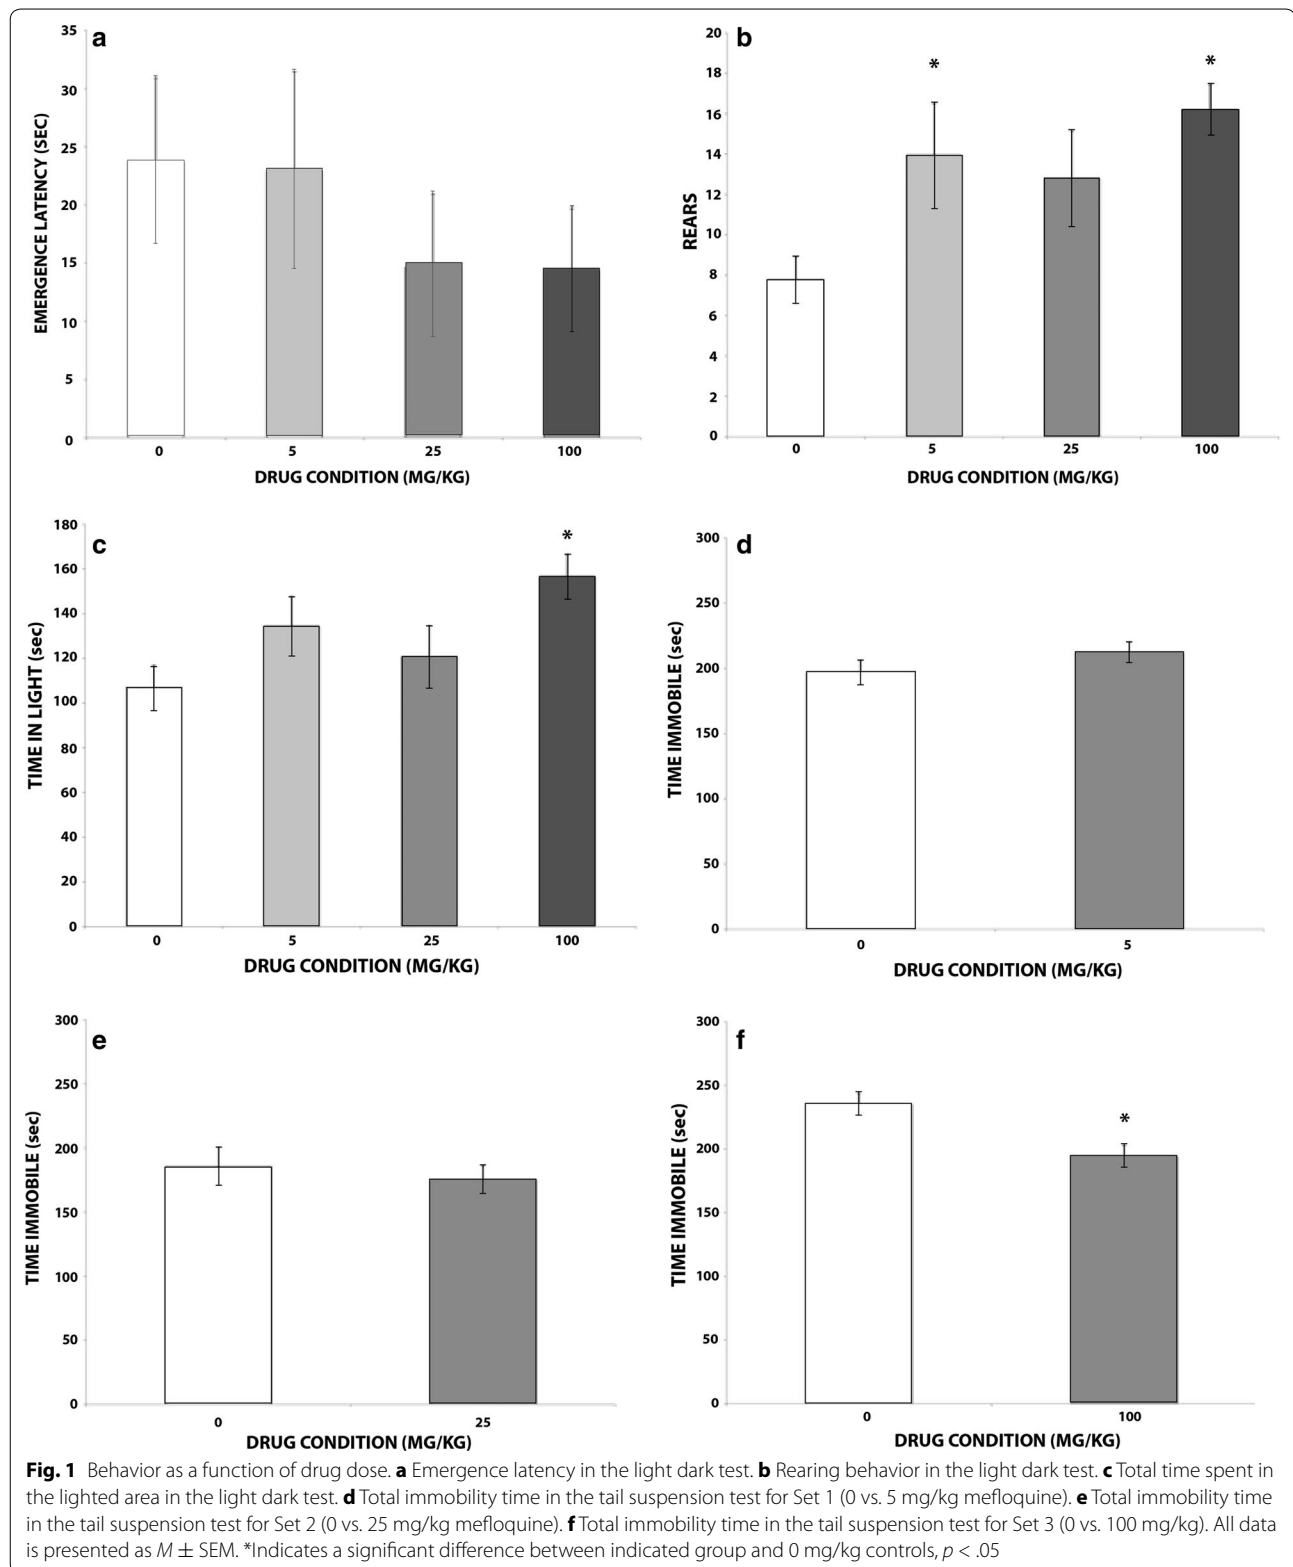 a
35
30
25
20
15
10
5
0
EMERGENCE LATENCY (SEC)
0 5 25 100
DRUG CONDITION (MG/KG)
b
20
18
16
14
12
10
8
6
4
2
0
REARS
* *
0 5 25 100
DRUG CONDITION (MG/KG)
c
180
160
140
120
100
80
60
40
20
0
TIME IN LIGHT (sec)
*
0 5 25 100
DRUG CONDITION (MG/KG)
d
300
250
200
150
100
50
0
TIME IMMOBILE (sec)
0 5
DRUG CONDITION (MG/KG)
e
300
250
200
150
100
50
0
TIME IMMOBILE (sec)
0 25
DRUG CONDITION (MG/KG)
f
300
250
200
150
100
50
0
TIME IMMOBILE (sec)
*
0 100
DRUG CONDITION (MG/KG)
Fig. 1 Behavior as a function of drug dose. a Emergence latency in the light dark test. b Rearing behavior in the light dark test. c Total time spent in
the lighted area in the light dark test. d Total immobility time in the tail suspension test for Set 1 (0 vs. 5 mg/kg mefloquine). e Total immobility time
in the tail suspension test for Set 2 (0 vs. 25 mg/kg mefloquine). f Total immobility time in the tail suspension test for Set 3 (0 vs. 100 mg/kg). All data
is presented as M ± SEM. *Indicates a significant difference between indicated group and 0 mg/kg controls, p < .05